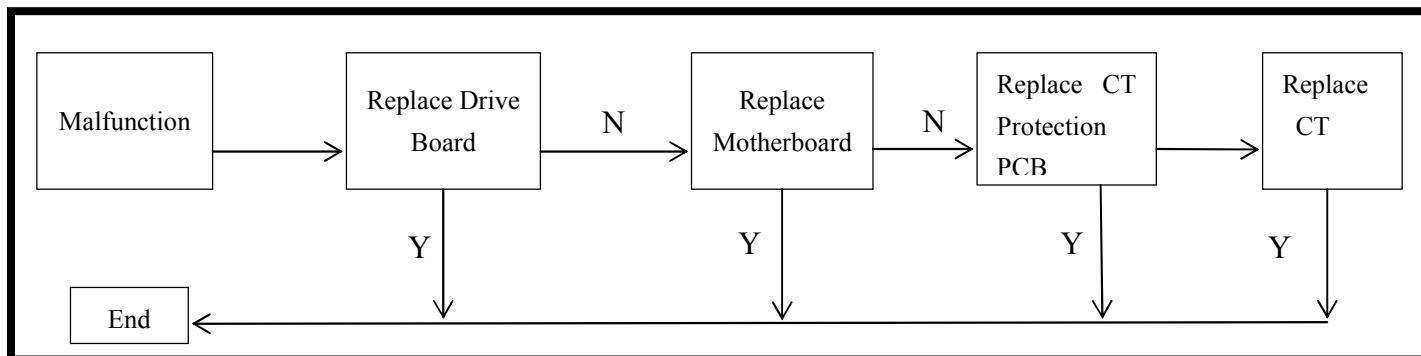 Malfunction
Replace Drive
Board
N
Replace
Motherboard
N
Replace CT
Protection
PCB
Replace
CT
Y
Y
Y
Y
End